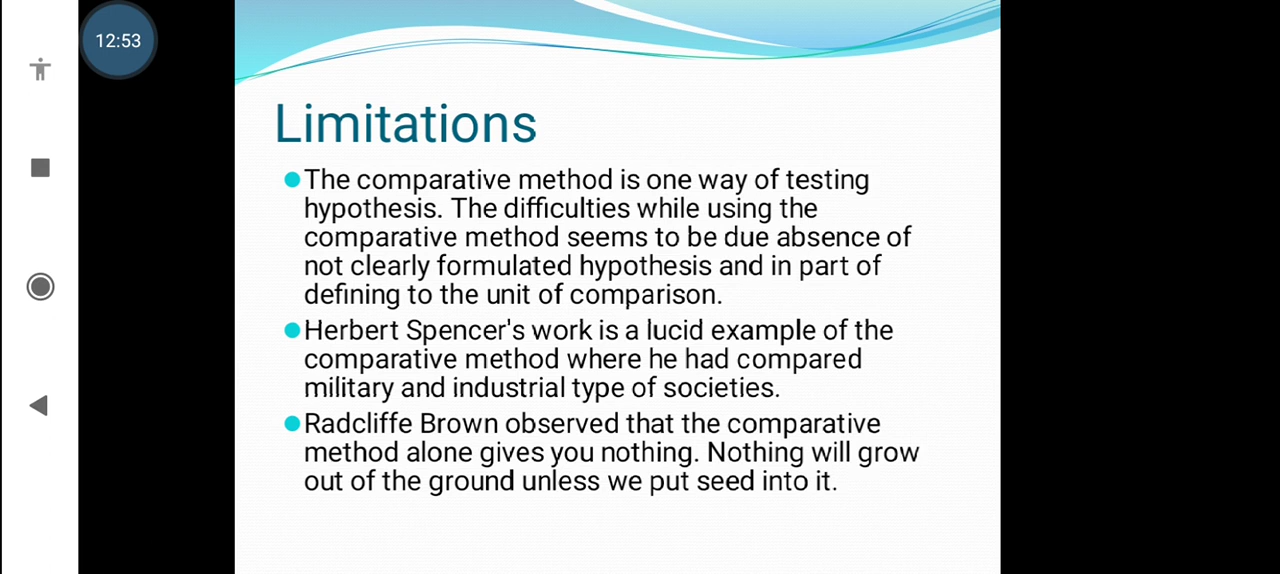 12:53
Limitations
The comparative method is one way of testing
hypothesis. The difficulties while using the
comparative method seems to be due absence of
not clearly formulated hypothesis and in part of
defining to the unit of comparison.
Herbert Spencer's work is a lucid example of the
comparative method where he had compared
military and industrial type of societies.
Radcliffe Brown observed that the comparative
method alone gives you nothing. Nothing will grow
out of the ground unless we put seed into it.